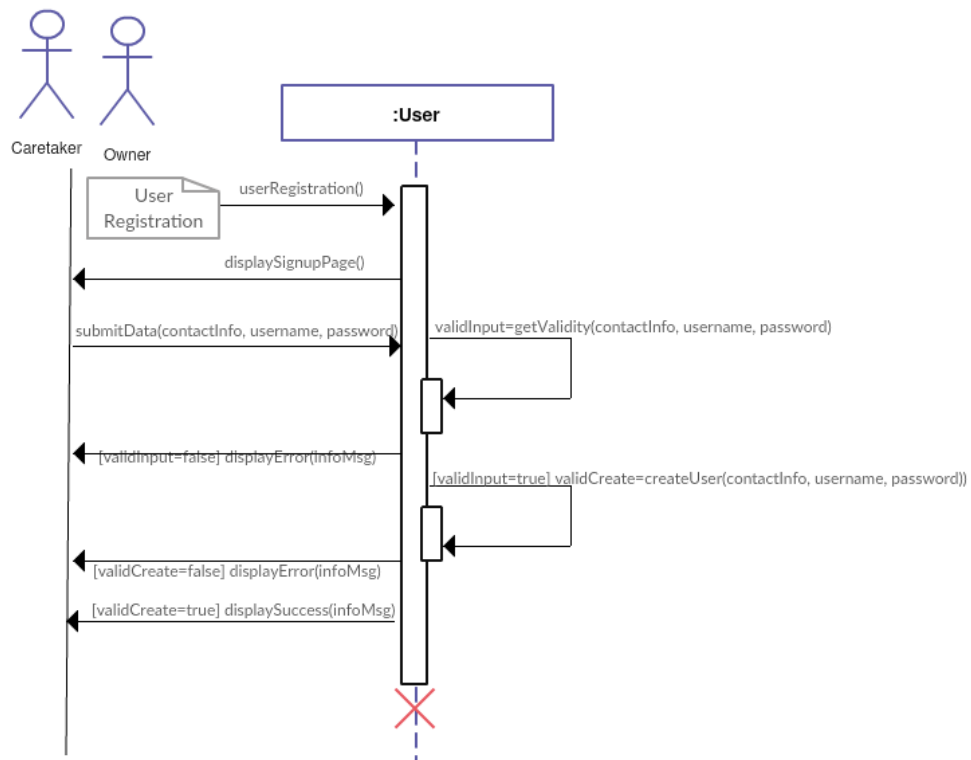 Caretaker
Owner
:User
User
Registration
userRegistration()
displaySignupPage()
submitData(contactInfo, username, password)
validInput=getValidity(contactInfo, username, password)
[validInput=false] displayError(infoMsg)
[validInput=true] validCreate=createUser(contactInfo, username, password))
[validCreate=false] displayError(infoMsg)
[validCreate=true] displaySuccess(infoMsg)